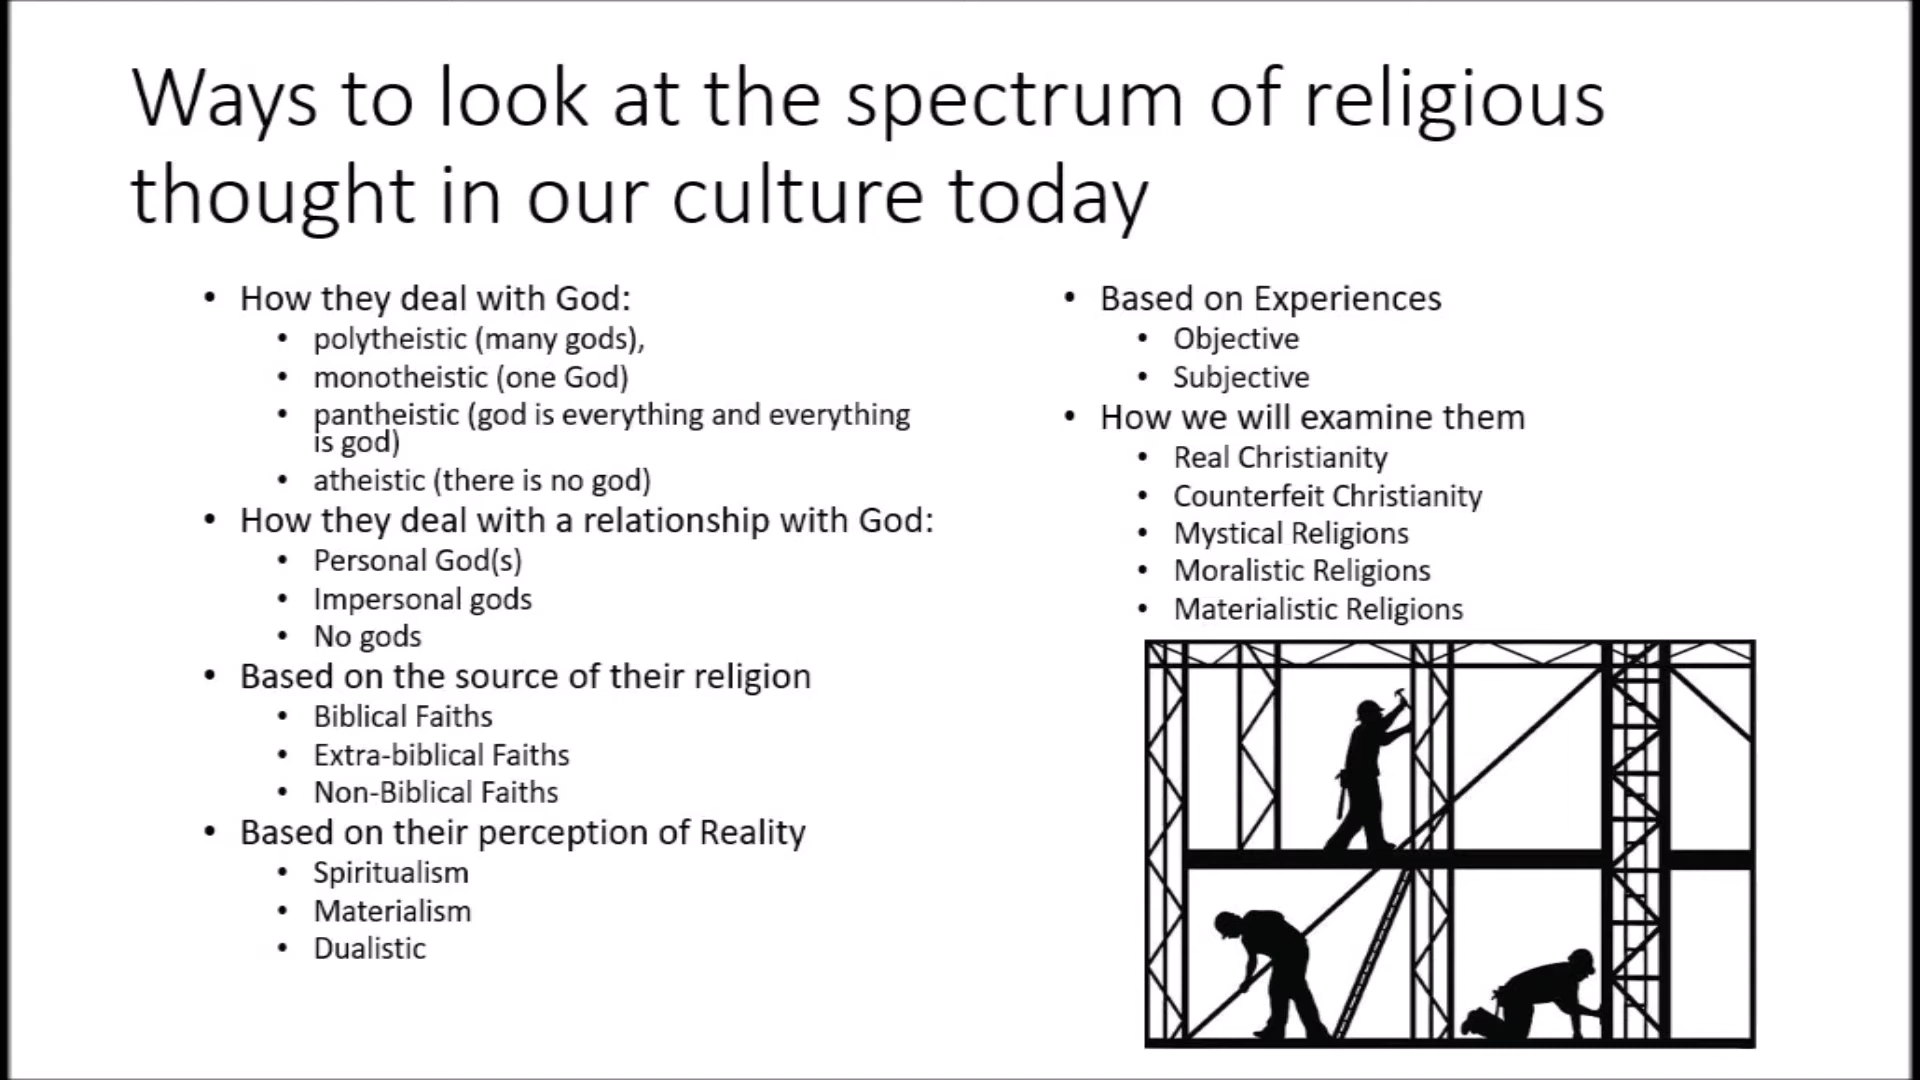 Ways to look at the spectrum of religious
thought in our culture today
• How they deal with God:
• polytheistic (many gods),
• monotheistic (one God)
• pantheistic (god is everything and everything
is god)
• atheistic (there is no god)
• How they deal with a relationship with God:
• Personal God(s)
• Impersonal gods
• No gods
• Based on the source of their religion
• Biblical Faiths
• Extra-biblical Faiths
• Non-Biblical Faiths
• Based on their perception of Reality
• Spiritualism
• Materialism
• Dualistic
• Based on Experiences
• Objective
• Subjective
• How we will examine them
• Real Christianity
• Counterfeit Christianity
• Mystical Religions
• Moralistic Religions
• Materialistic Religions